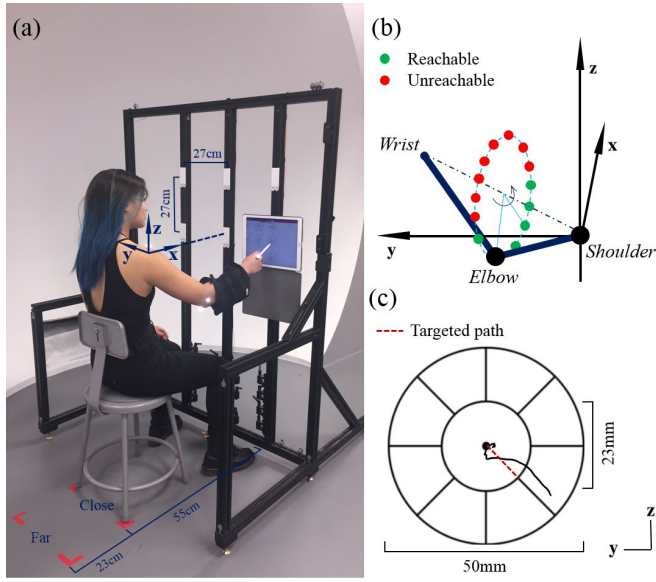 (a)
27cm
27cm
z
y
x
Close
Far
55cm
23cm
(b)
Reachable
Unreachable
z
x
Wrist
y
Shoulder
Elbow
(c)
Targeted path
23mm
z
y
50mm